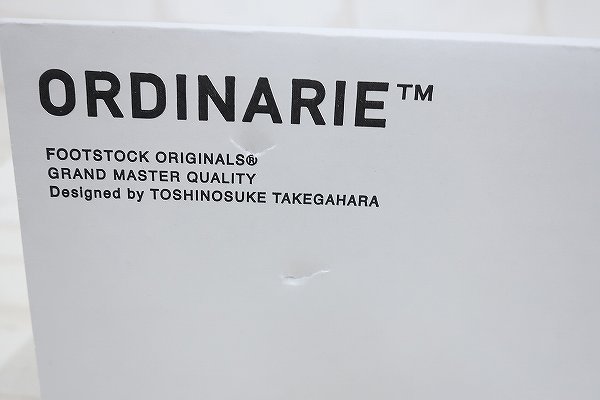 ORDINARIE™
FOOTSTOCK ORIGINALS®
GRAND MASTER QUALITY
Designed by TOSHINOSUKE TAKEGAHARA